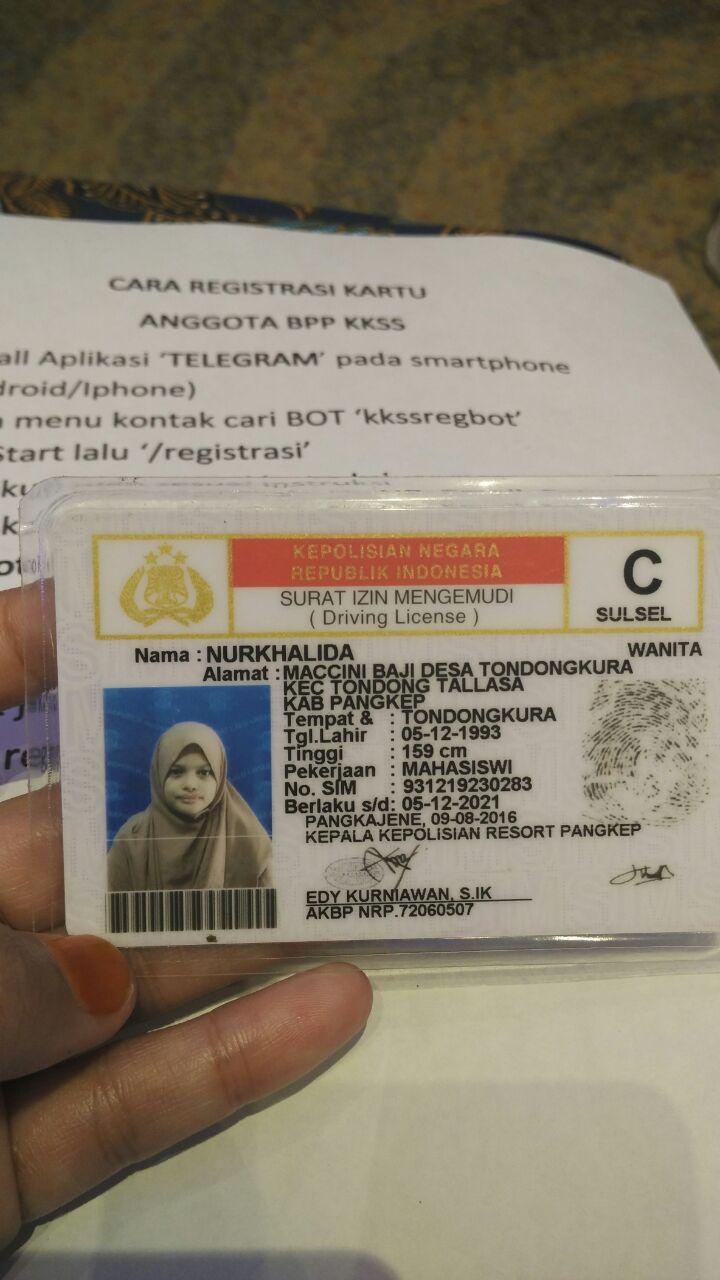 CARA REGISTRASI KARTU
ANGGOTA BPP KKSS
all Aplikasi 'TELEGRAM' pada smartphone
droid/Iphone)
menu kontak cari BOT 'kkssregbot'
Start lalu '/registrasi'
KEPOLISIAN NEGARA
REPUBLIK INDONESIA
SURAT IZIN MENGEMUDI
( Driving License )
C
SULSEL
Nama : NURKHALIDA WANITA
Alamat : MACCINI BAJI DESA TONDONGKURA
KEC TONDONG TALLASA
KAB PANGKEP
Tempat & : TONDONGKURA
Tgl.Lahir : 05-12-1993
Tinggi : 159 cm
Pekerjaan : MAHASISWI
No. SIM : 931219230283
Berlaku s/d: 05-12-2021
PANGKAJENE, 09-08-2016
KEPALA KEPOLISIAN RESORT PANGKEP
EDY KURNIAWAN, S.IK
AKBP NRP.72060507